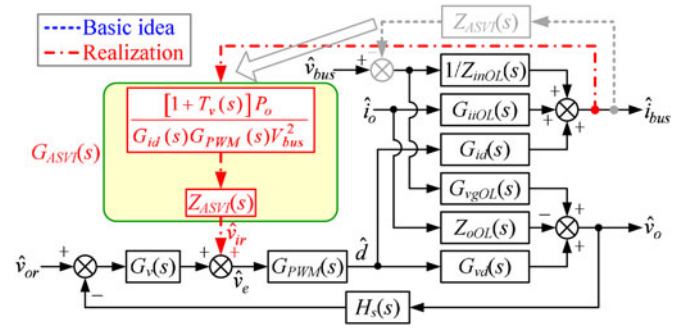 Basic idea
Realization
Z_ASVI(s)
v̂_bus
+
−
1/Z_inOL(s)
+
î_bus
[1+T_v(s)]P_o
G_id(s)G_PWM(s)V²_bus
î_o
G_iiOL(s)
+
+
G_ASVI(s)
G_id(s)
Z_ASVI(s)
G_vgOL(s)
+
v̂_ir
Z_oOL(s)
−
v̂_o
v̂_or
+
G_v(s)
+
+
v̂_e
G_PWM(s)
d̂
G_vd(s)
+
−
H_s(s)